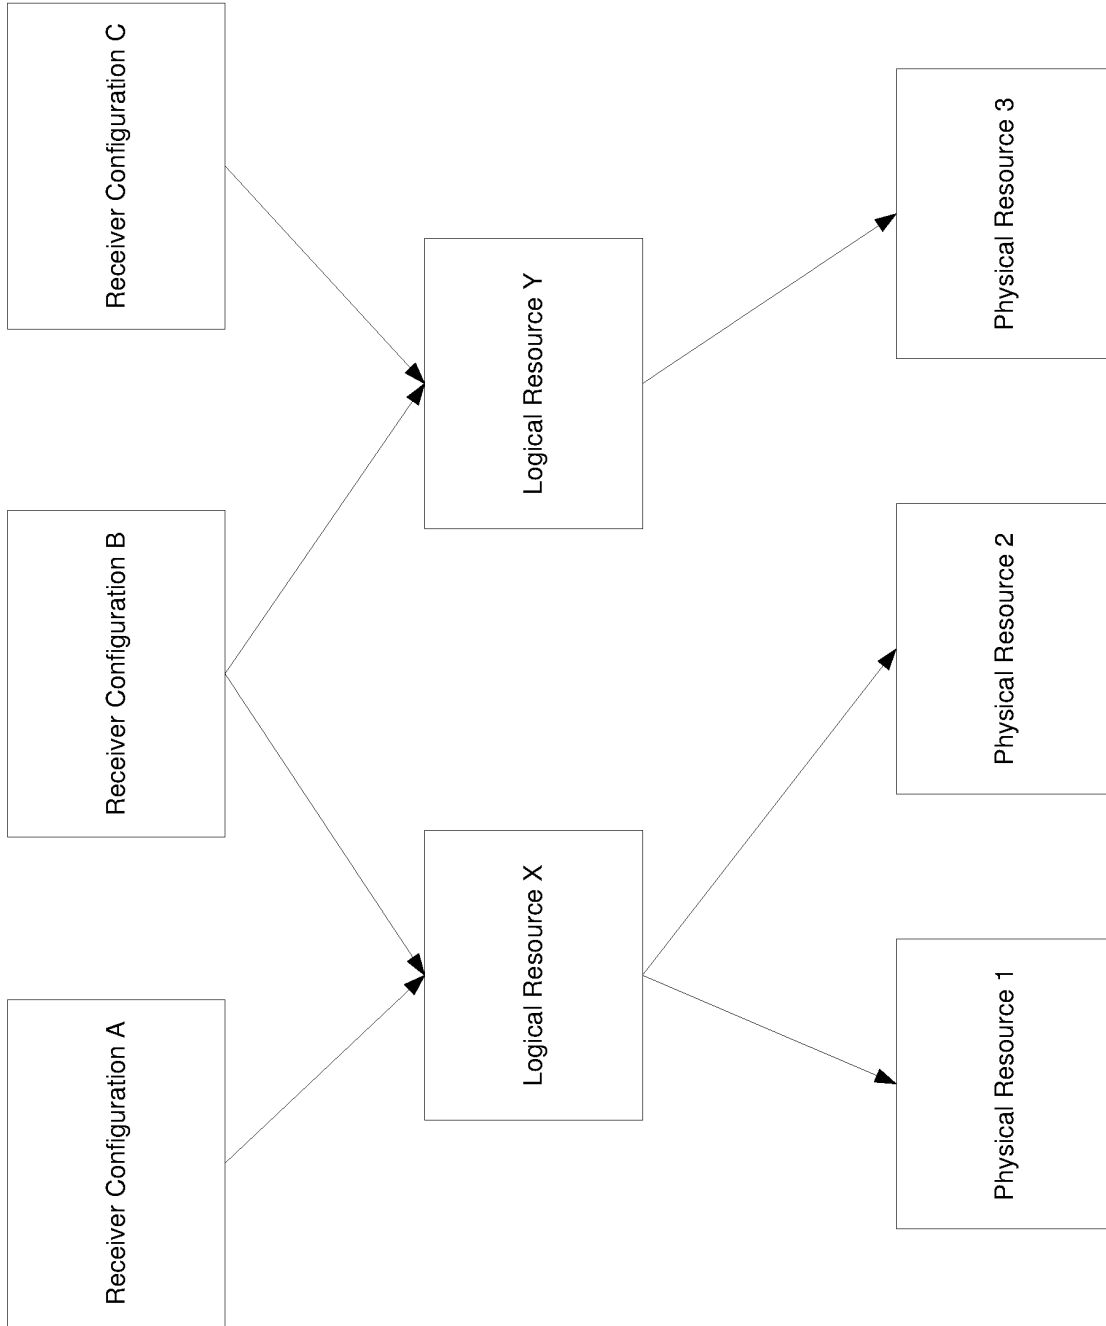 Receiver Configuration A
Receiver Configuration B
Receiver Configuration C
Logical Resource X
Logical Resource Y
Physical Resource 1
Physical Resource 2
Physical Resource 3